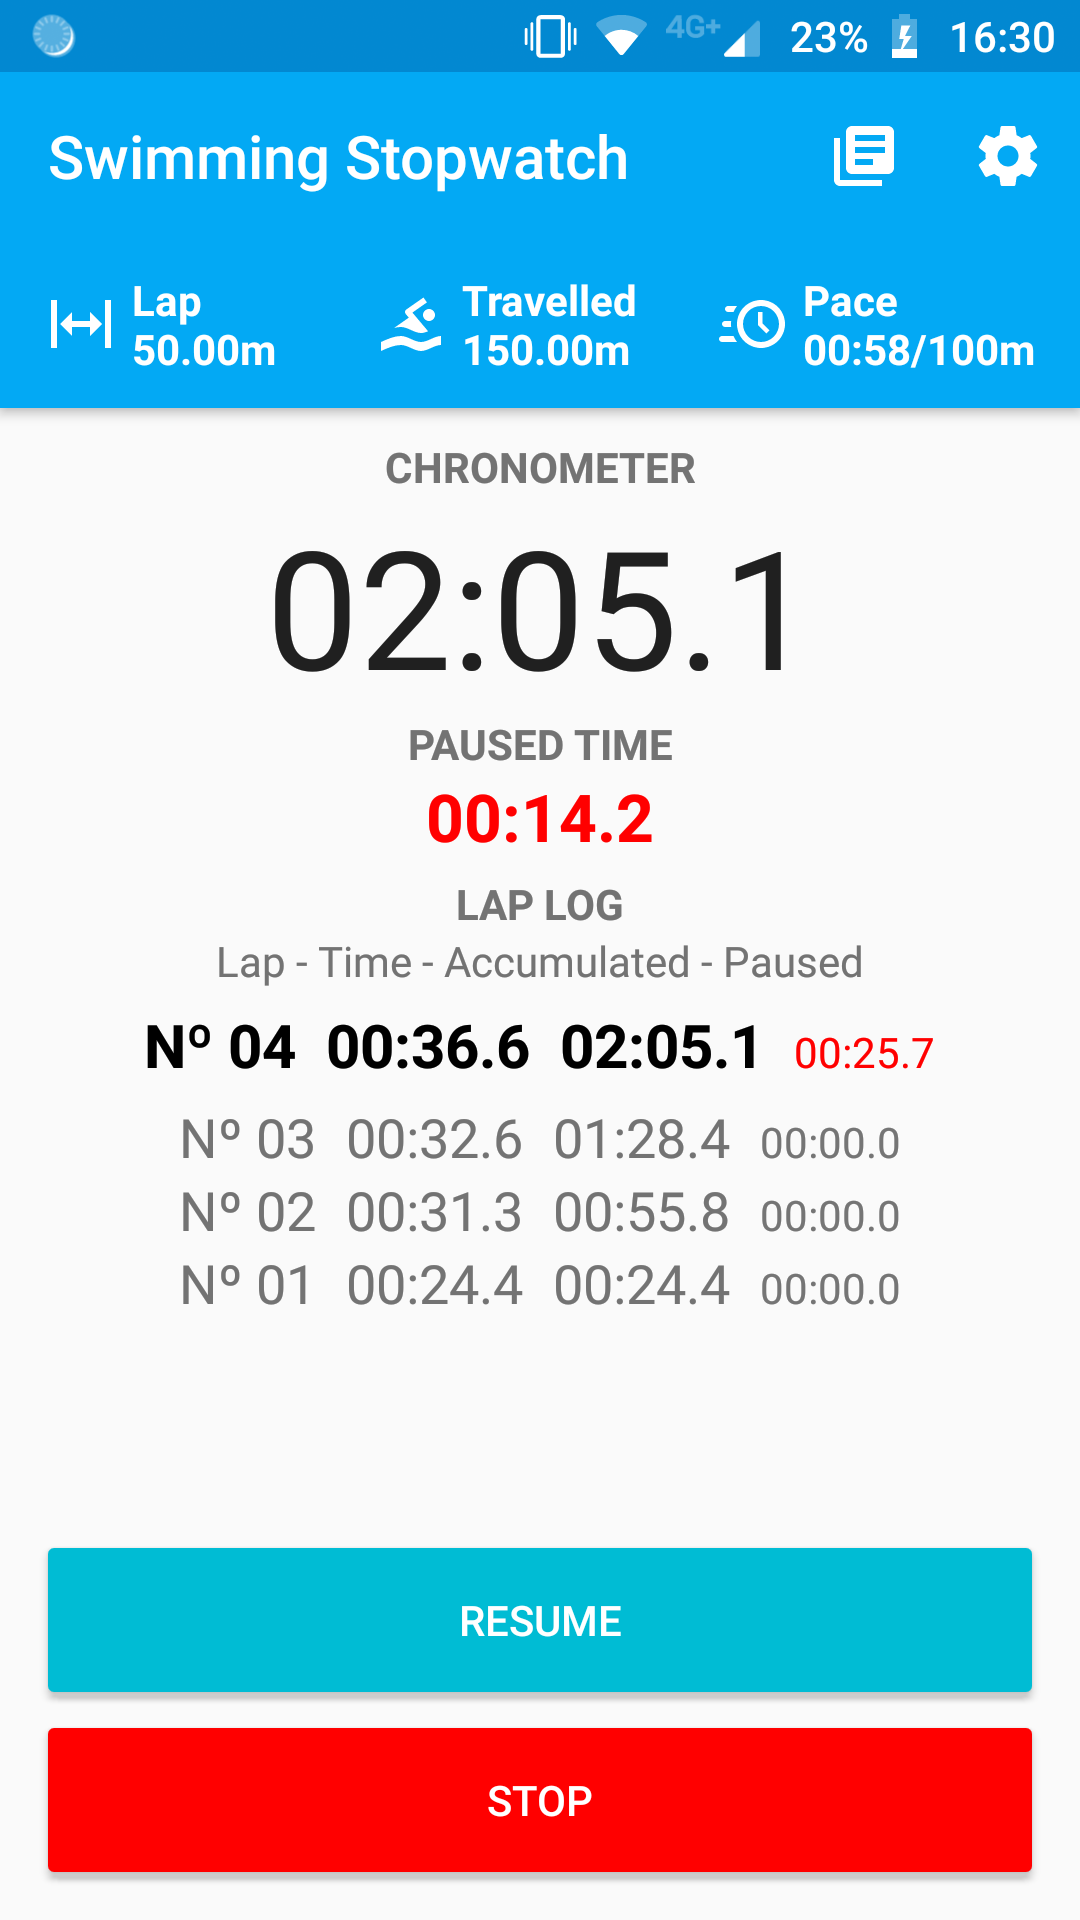 4G+ 23% 16:30
Swimming Stopwatch
Lap Travelled Pace
50.00m 150.00m 00:58/100m
CHRONOMETER
02:05.1
PAUSED TIME
00:14.2
LAP LOG
Lap - Time - Accumulated - Paused
Nº 04 00:36.6 02:05.1 00:25.7
Nº 03 00:32.6 01:28.4 00:00.0
Nº 02 00:31.3 00:55.8 00:00.0
Nº 01 00:24.4 00:24.4 00:00.0
RESUME
STOP